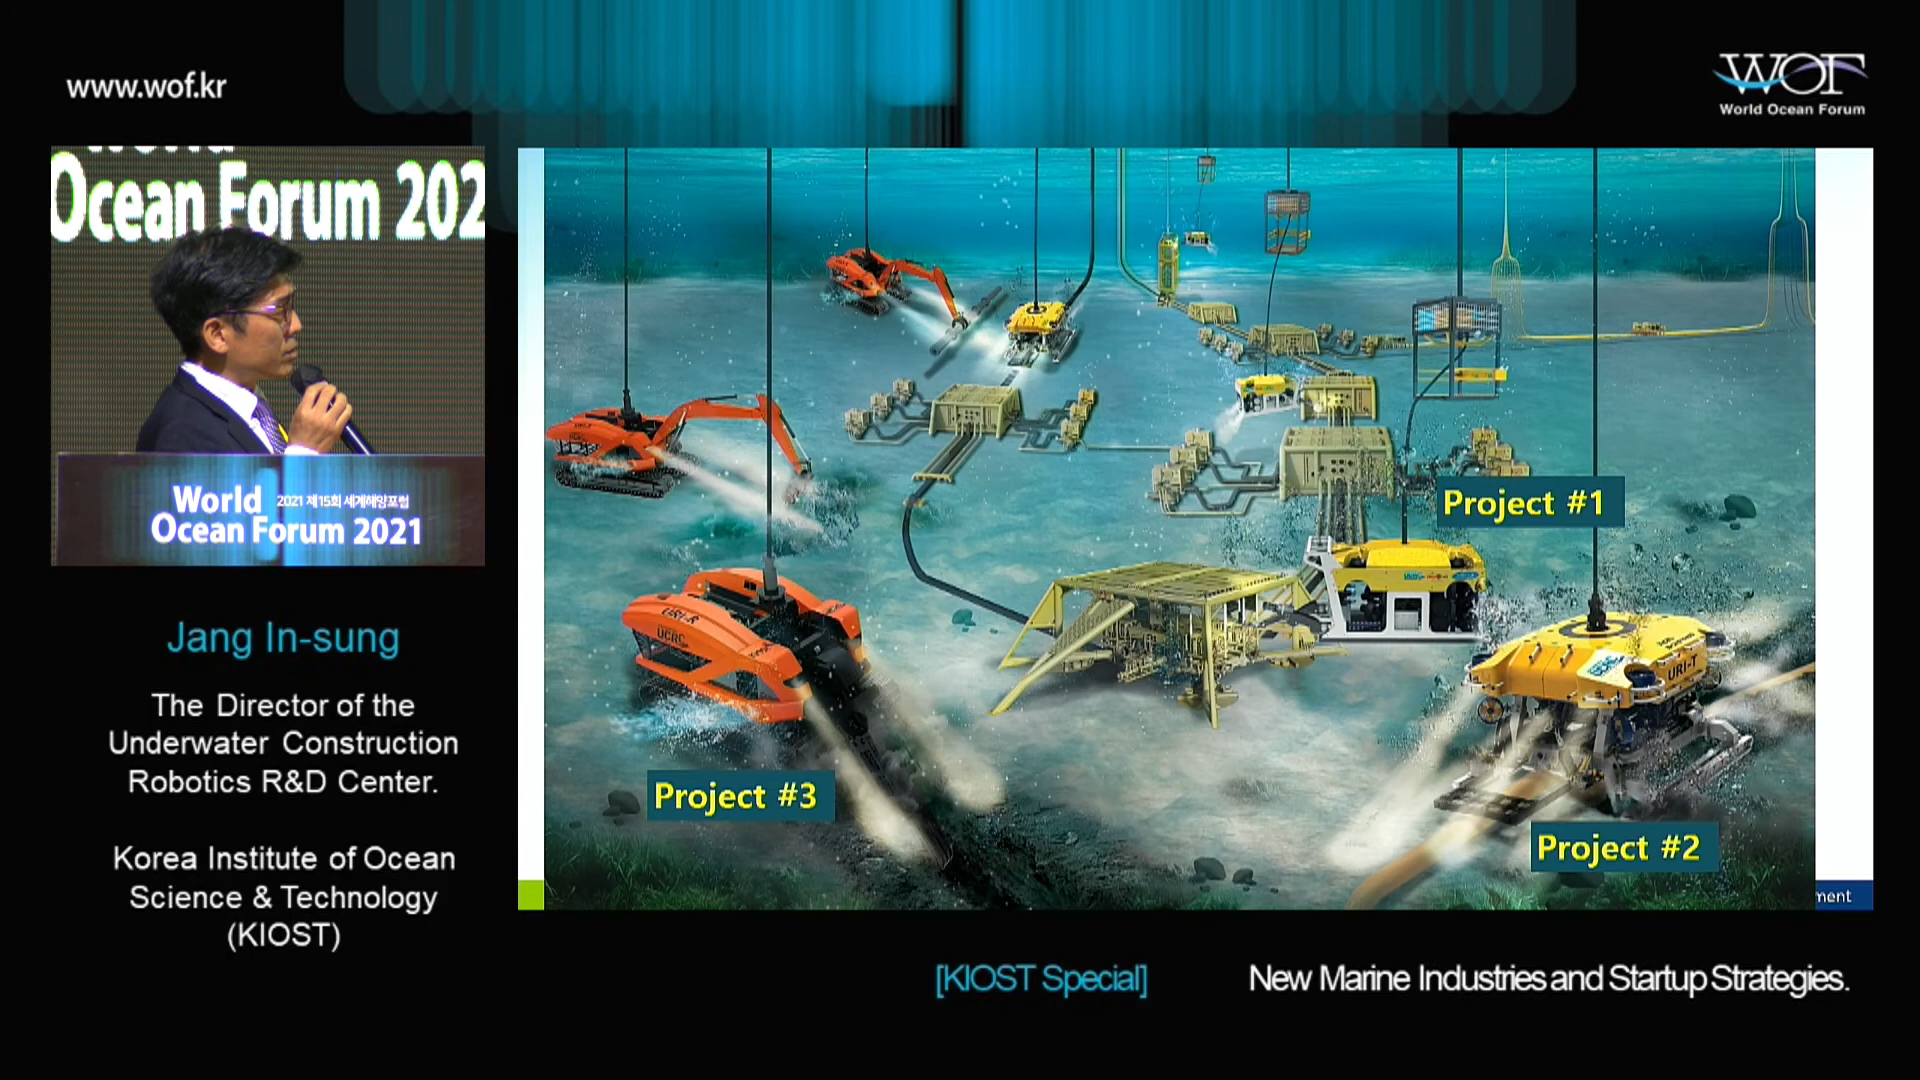 www.wof.kr
WOF
World Ocean Forum
Ocean Forum 202
World
2021 제15회 세계해양포럼
Ocean Forum 2021
Jang In-sung
The Director of the
Underwater Construction
Robotics R&D Center.
Korea Institute of Ocean
Science & Technology
(KIOST)
Project #1
URI-T
URI-R
UCRC
Project #3
Project #2
ment
[KIOST Special]
New Marine Industries and Startup Strategies.